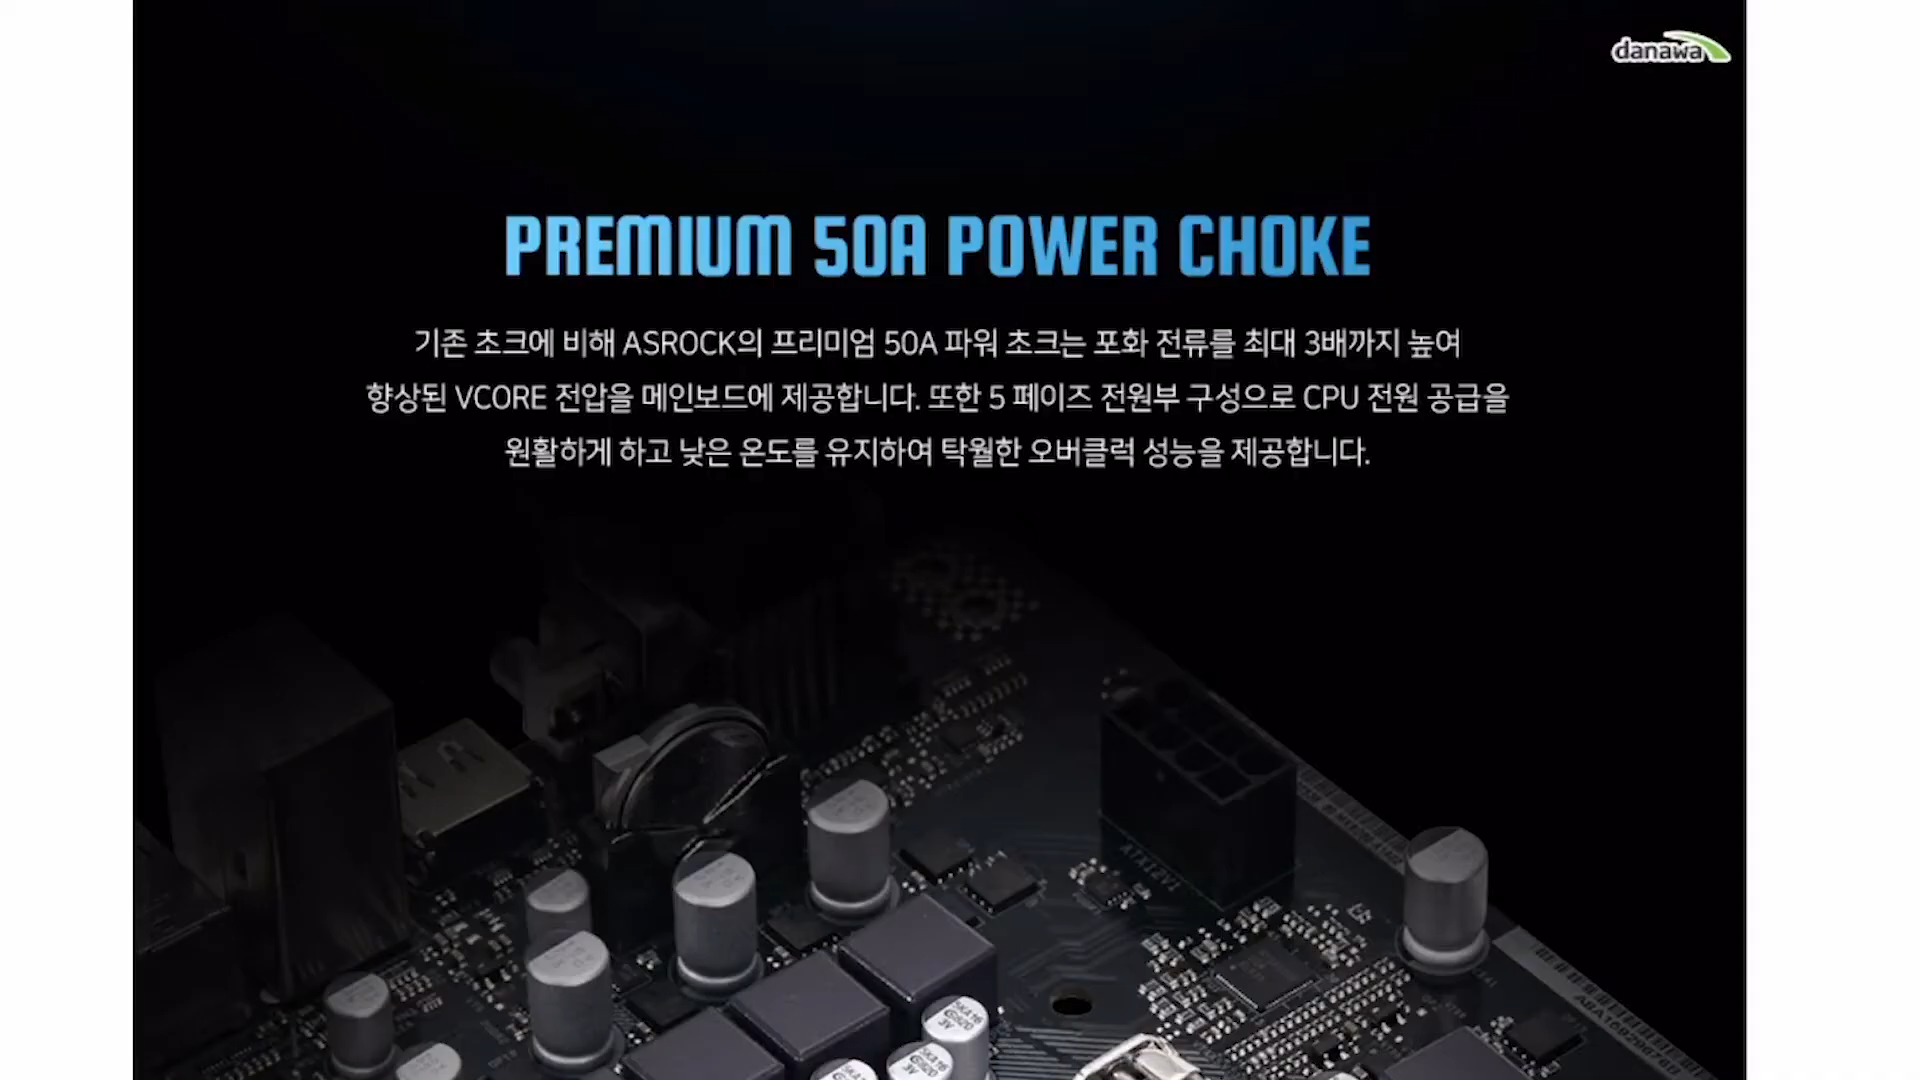 danawa
PREMIUM 50A POWER CHOKE
기존 초크에 비해 ASROCK의 프리미엄 50A 파워 초크는 포화 전류를 최대 3배까지 높여
향상된 VCORE 전압을 메인보드에 제공합니다. 또한 5 페이즈 전원부 구성으로 CPU 전원 공급을
원활하게 하고 낮은 온도를 유지하여 탁월한 오버클럭 성능을 제공합니다.
ATX12V1
5KA16
820
3V